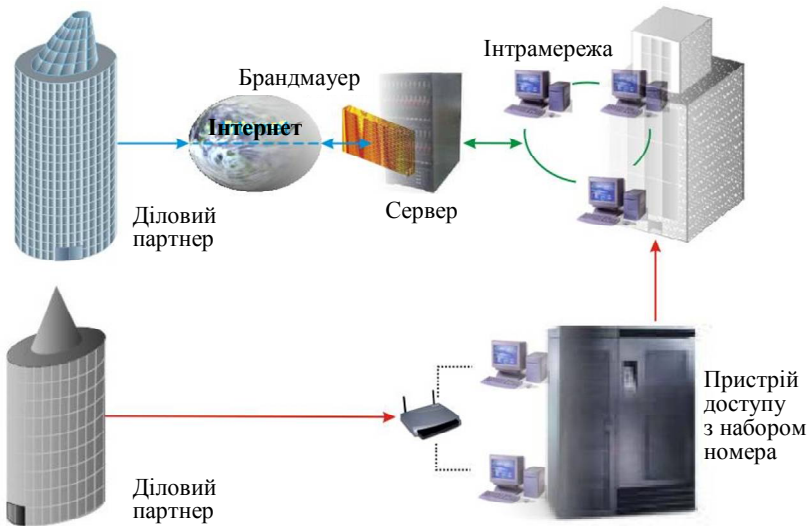 Інтрамережа
Брандмауер
Інтернет
Сервер
Діловий
партнер
Пристрій
доступу
з набором
номера
Діловий
партнер